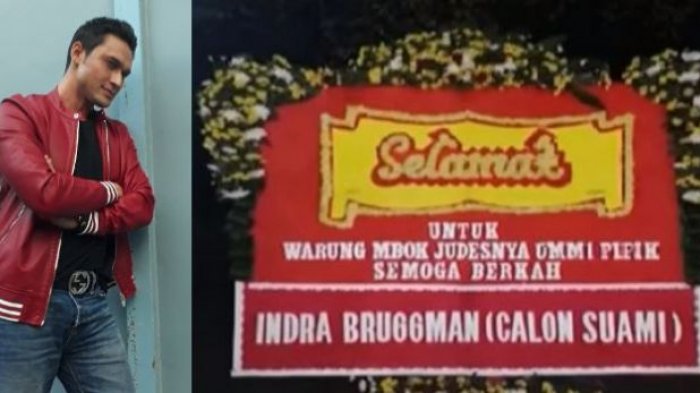 Selamat
UNTUK
WARUNG MBOK JUDESNYA UMMI PIPIK
SEMOGA BERKAH
INDRA BRUGGMAN (CALON SUAMI)